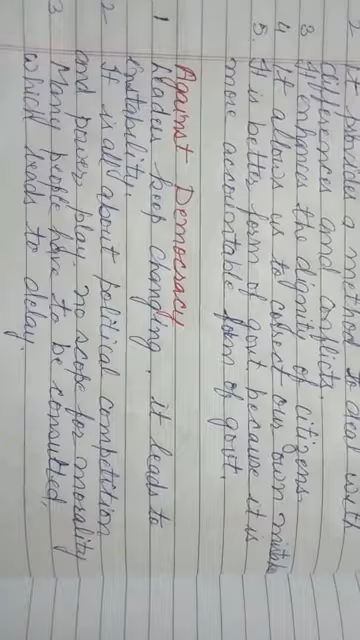 2- It provides a method to deal with
differences and conflicts
3 It enhances the dignity of citizens
4 It allows us to correct our own mistake
5. It is better form of govt. because it is
more accountable form of govt.
Against Democracy
1 leades keep changing. it leads to
instability.
2- It is all about political competition
and power play- no scope for morality
3 Many people have to be consulted,
which leads to delay.